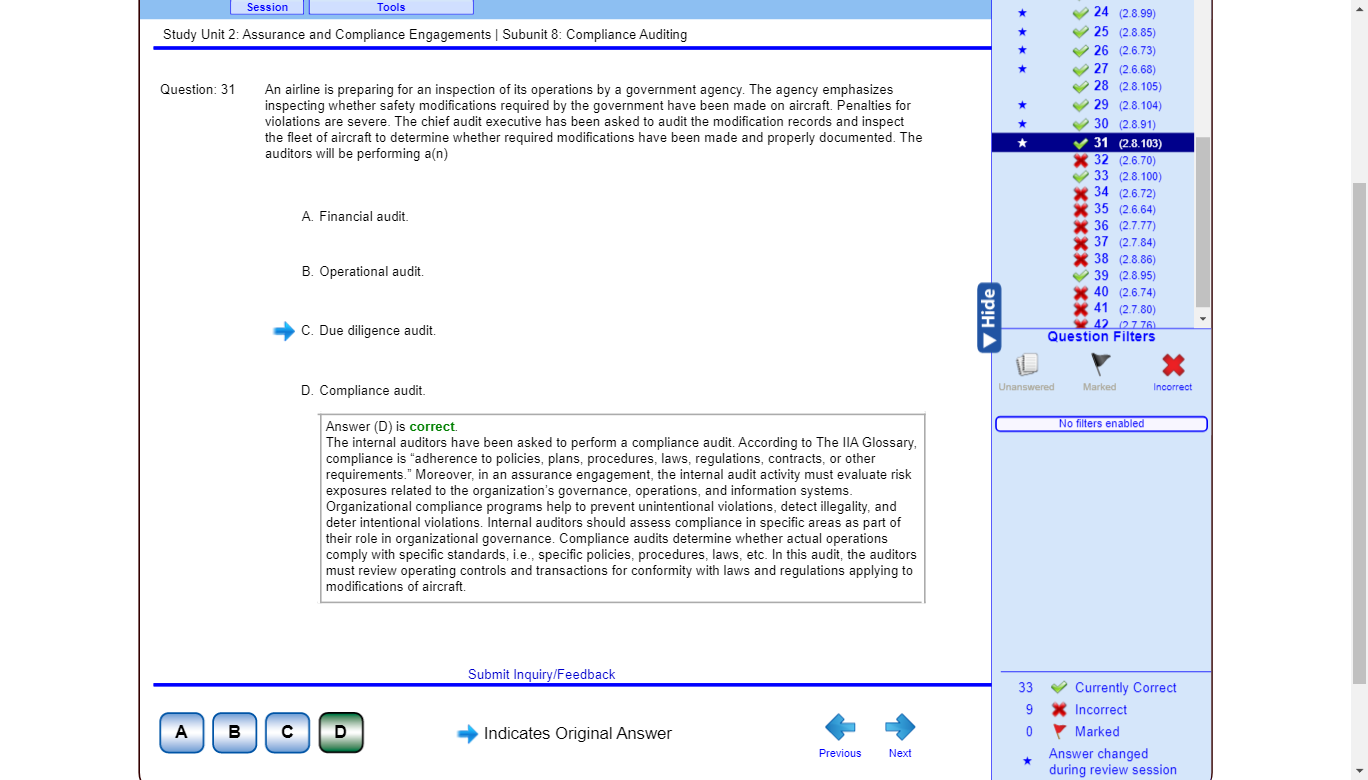 Session
Tools
Study Unit 2: Assurance and Compliance Engagements | Subunit 8: Compliance Auditing
Question: 31
An airline is preparing for an inspection of its operations by a government agency. The agency emphasizes
inspecting whether safety modifications required by the government have been made on aircraft. Penalties for
violations are severe. The chief audit executive has been asked to audit the modification records and inspect
the fleet of aircraft to determine whether required modifications have been made and properly documented. The
auditors will be performing a(n)
A. Financial audit.
B. Operational audit.
C. Due diligence audit.
D. Compliance audit.
Answer (D) is correct.
The internal auditors have been asked to perform a compliance audit. According to The IIA Glossary,
compliance is “adherence to policies, plans, procedures, laws, regulations, contracts, or other
requirements.” Moreover, in an assurance engagement, the internal audit activity must evaluate risk
exposures related to the organization’s governance, operations, and information systems.
Organizational compliance programs help to prevent unintentional violations, detect illegality, and
deter intentional violations. Internal auditors should assess compliance in specific areas as part of
their role in organizational governance. Compliance audits determine whether actual operations
comply with specific standards, i.e., specific policies, procedures, laws, etc. In this audit, the auditors
must review operating controls and transactions for conformity with laws and regulations applying to
modifications of aircraft.
Submit Inquiry/Feedback
A B C D
Indicates Original Answer
Previous
Next
24 (2.8.99)
25 (2.8.85)
26 (2.6.73)
27 (2.6.68)
28 (2.8.105)
29 (2.8.104)
30 (2.8.91)
31 (2.8.103)
32 (2.6.70)
33 (2.8.100)
34 (2.6.72)
35 (2.6.64)
36 (2.7.77)
37 (2.7.84)
38 (2.8.86)
39 (2.8.95)
40 (2.6.74)
41 (2.7.80)
42 (2.7.76)
Hide
Question Filters
Unanswered
Marked
Incorrect
No filters enabled
33 Currently Correct
9 Incorrect
0 Marked
Answer changed
during review session